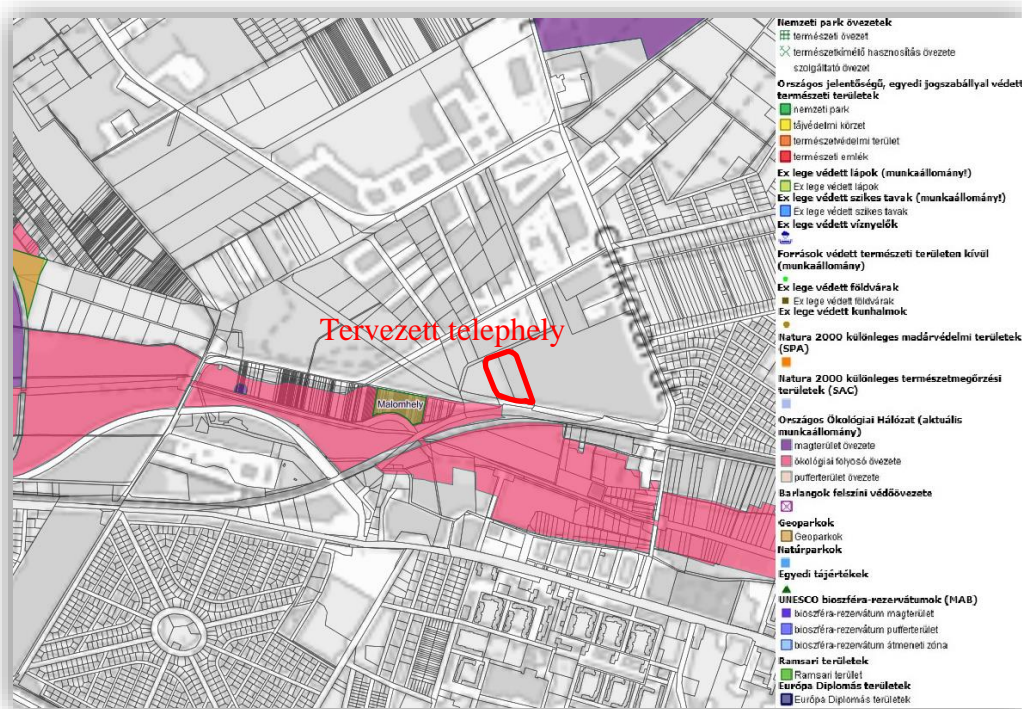 Tervezett telephely
Malomhely
Cinkotai út
Nemzeti park övezetek
természeti övezet
természetkímélő hasznosítás övezete
szolgáltató övezet
Országos jelentőségű, egyedi jogszabállyal védett
természeti területek
nemzeti park
tájvédelmi körzet
természetvédelmi terület
természeti emlék
Ex lege védett lápok (munkaállomány!)
Ex lege védett lápok
Ex lege védett szikes tavak (munkaállomány!)
Ex lege védett szikes tavak
Ex lege védett víznyelők
Források védett természeti területen kívül
(munkaállomány)
Ex lege védett földvárak
Ex lege védett földvárak
Ex lege védett kunhalmok
Natura 2000 különleges madárvédelmi területek
(SPA)
Natura 2000 különleges természetmegőrzési
területek (SAC)
Országos Ökológiai Hálózat (aktuális
munkaállomány)
magterület övezete
ökológiai folyosó övezete
pufferterület övezete
Barlangok felszíni védőövezete
Geoparkok
Geoparkok
Natúrparkok
Egyedi tájértékek
UNESCO bioszféra-rezervátumok (MAB)
bioszféra-rezervátum magterület
bioszféra-rezervátum pufferterület
bioszféra-rezervátum átmeneti zóna
Ramsari területek
Ramsari terület
Európa Diplomás területek
Európa Diplomás területek